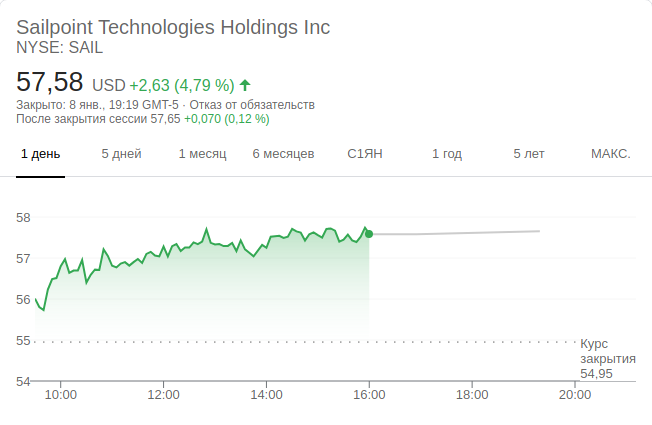 Sailpoint Technologies Holdings Inc
NYSE: SAIL
57,58 USD +2,63 (4,79 %)
Закрыто: 8 янв., 19:19 GMT-5 · Отказ от обязательств
После закрытия сессии 57,65 +0,070 (0,12 %)
1 день 5 дней 1 месяц 6 месяцев С1ЯН 1 год 5 лет МАКС.
58
57
56
55
Курс
закрытия
54,95
54
10:00 12:00 14:00 16:00 18:00 20:00